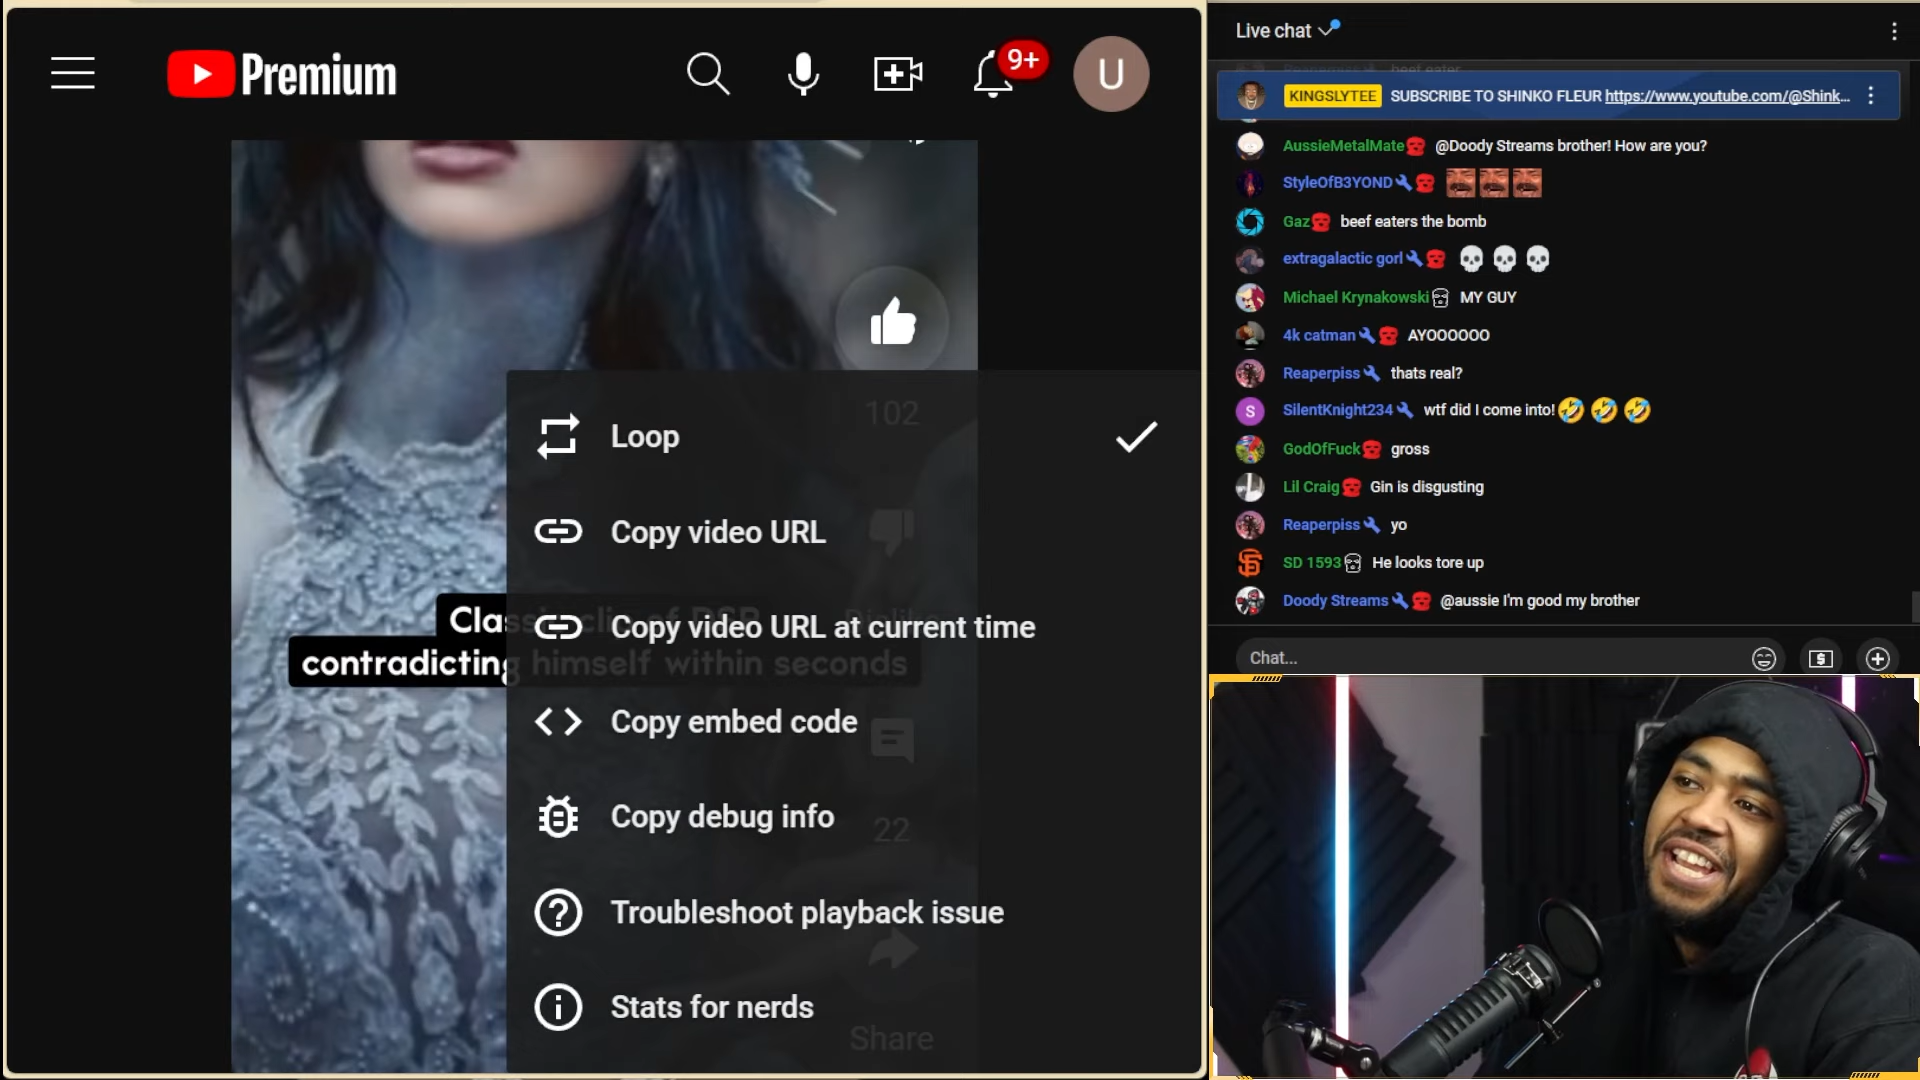 Premium
9+
U
102
Loop
Copy video URL
Copy video URL at current time
contradicting himself within seconds
Copy embed code
Copy debug info
22
Troubleshoot playback issue
Stats for nerds
Share
Live chat
Reaperpiss beef eater
KINGSLYTEE SUBSCRIBE TO SHINKO FLEUR https://www.youtube.com/@Shink...
AussieMetalMate @Doody Streams brother! How are you?
StyleOfB3YOND
Gaz beef eaters the bomb
extragalactic gorl
Michael Krynakowski MY GUY
4k catman AYOOOOOO
Reaperpiss thats real?
S SilentKnight234 wtf did I come into!
GodOfFuck gross
Lil Craig Gin is disgusting
Reaperpiss yo
SD 1593 He looks tore up
Doody Streams @aussie I'm good my brother
Chat...